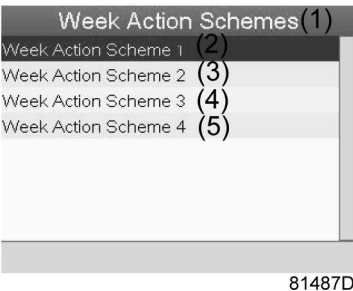 Week Action Schemes(1)
Week Action Scheme 1 (2)
Week Action Scheme 2 (3)
Week Action Scheme 3 (4)
Week Action Scheme 4 (5)
81487D